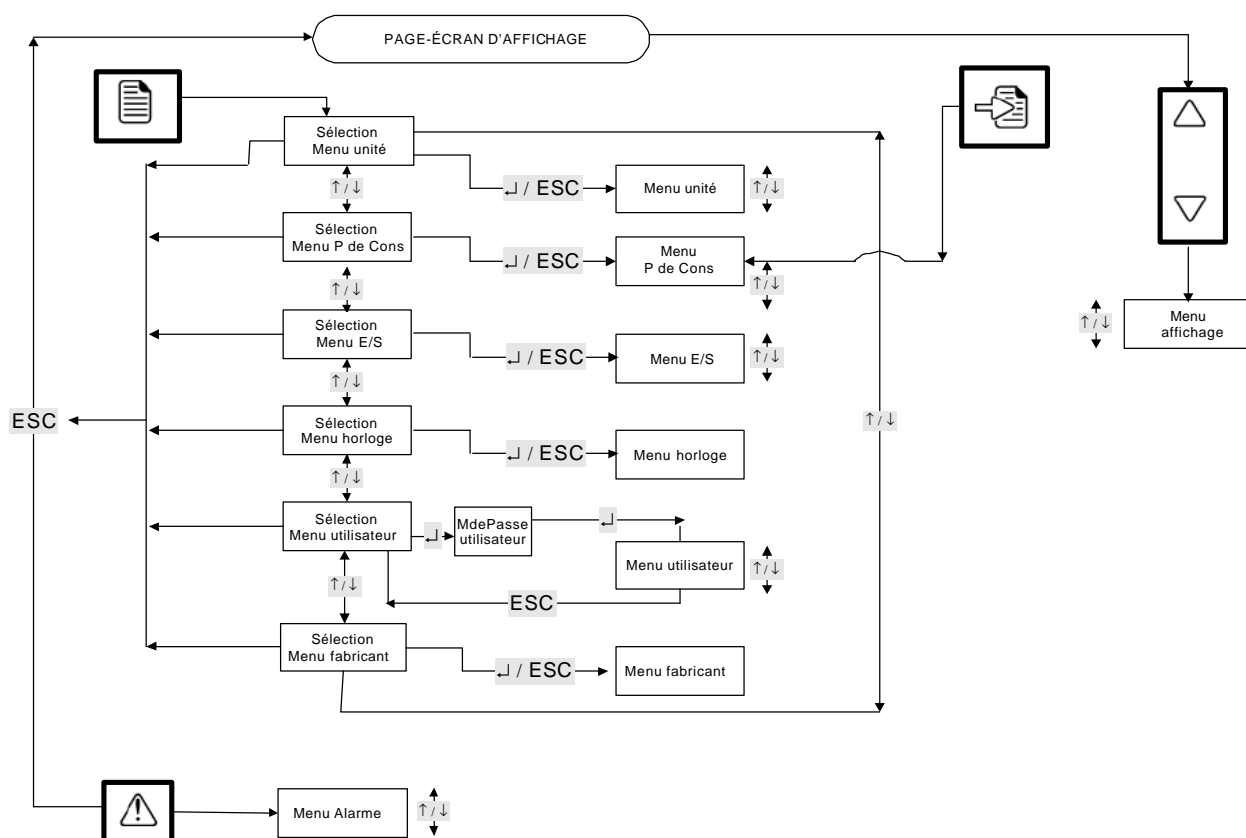 PAGE-ÉCRAN D'AFFICHAGE
Sélection
Menu unité
↑/↓
↵ / ESC
Menu unité
↑/↓
Sélection
Menu P de Cons
↵ / ESC
Menu
P de Cons
↑/↓
↑/↓
Sélection
Menu E/S
↵ / ESC
Menu E/S
↑/↓
↑/↓
Menu
affichage
↑/↓
ESC
↑/↓
Sélection
Menu horloge
↵ / ESC
Menu horloge
↑/↓
↑/↓
Sélection
Menu utilisateur
↵
MdePasse
utilisateur
↵
Menu utilisateur
↑/↓
ESC
↑/↓
Sélection
Menu fabricant
↵ / ESC
Menu fabricant
Menu Alarme
↑/↓